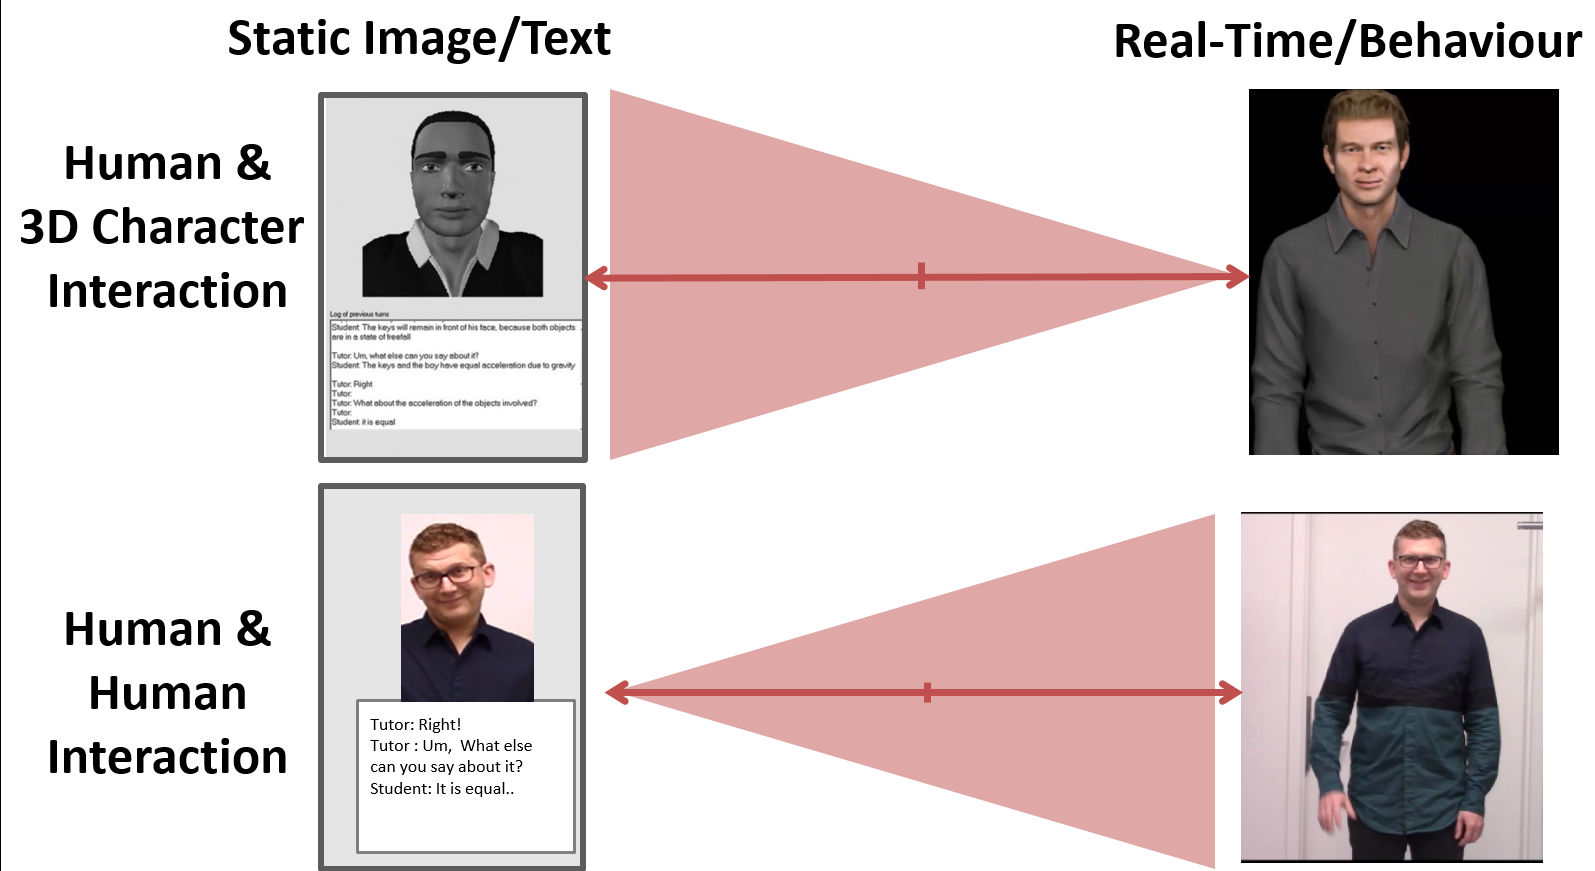 Static Image/Text
Real-Time/Behaviour
Human &
3D Character
Interaction
Log of previous turns
Student: The keys will remain in front of his face, because both objects
are in a state of freefall
Tutor: Um, what else can you say about it?
Student: The keys and the boy have equal acceleration due to gravity
Tutor: Right
Tutor:
Tutor: What about the acceleration of the objects involved?
Tutor:
Student: it is equal
Human &
Human
Interaction
Tutor: Right!
Tutor : Um,  What else
can you say about it?
Student: It is equal..